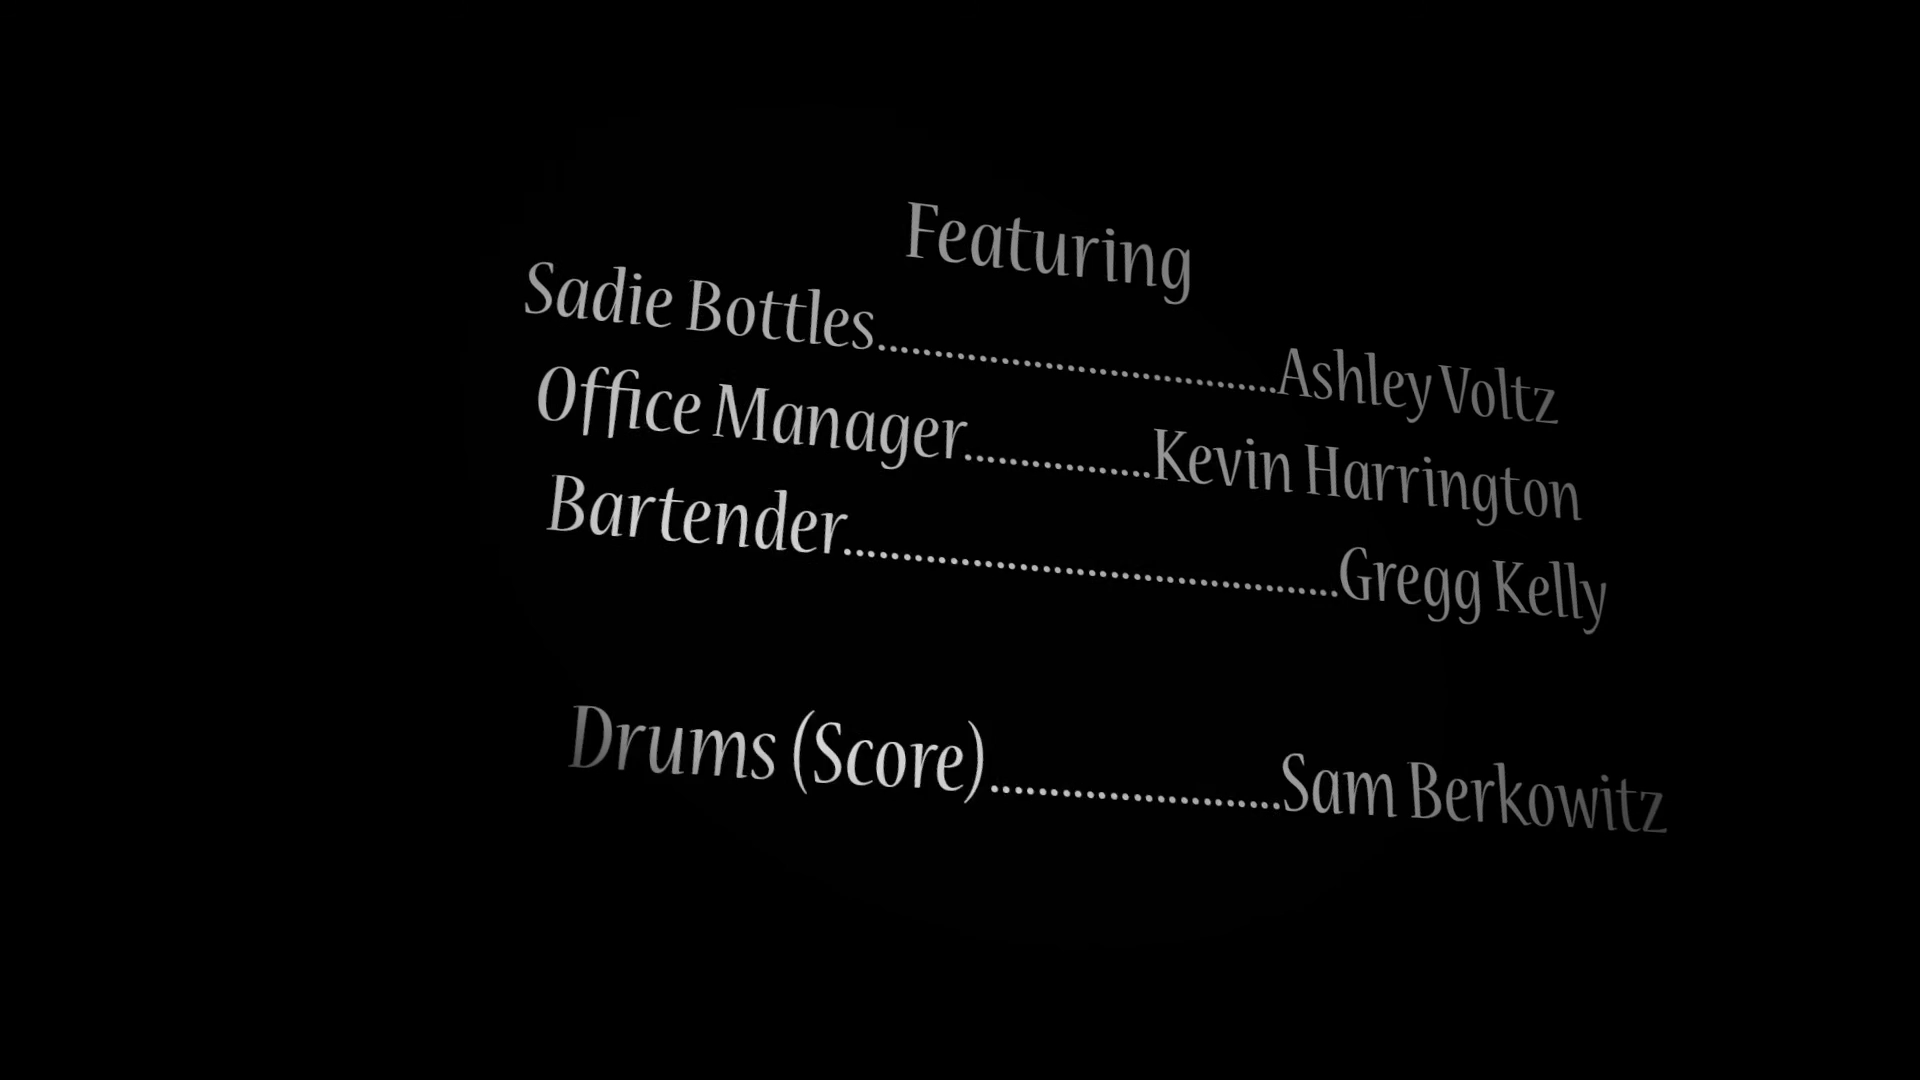 Featuring
Sadie Bottles..................................Ashley Voltz
Office Manager................Kevin Harrington
Bartender..........................................Gregg Kelly
Drums (Score).........................Sam Berkowitz